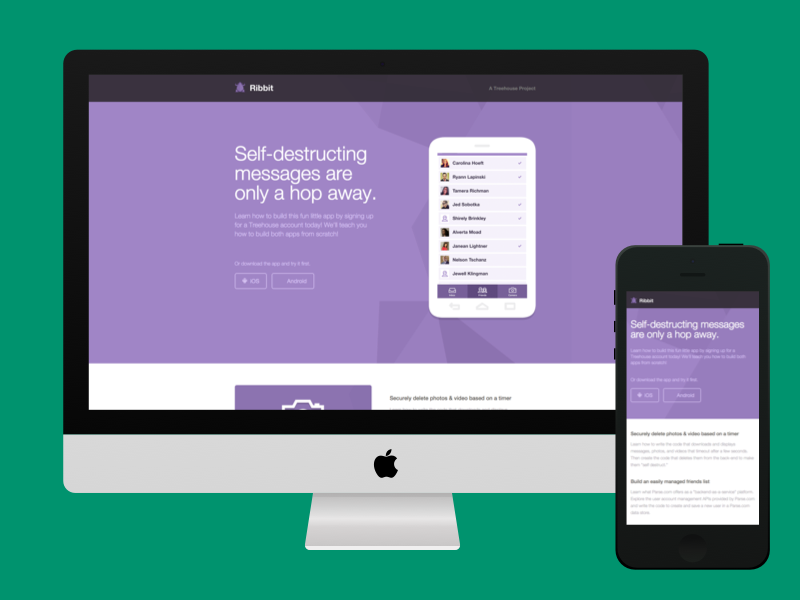 Ribbit
A Treehouse Project
Self-destructing
messages are
only a hop away.
Learn how to build this fun little app by signing up
for a Treehouse account today! We'll teach you
how to build both apps from scratch!
Or download the app and try it first.
iOS
Android
Carolina Hoeft
Ryann Lapinski
Tamera Richman
Jed Sobotka
Shirely Brinkley
Alverta Moad
Janean Lightner
Nelson Tschanz
Jewell Klingman
Friends
Securely delete photos & video based on a timer
Ribbit
Self-destructing messages
are only a hop away.
Learn how to build this fun little app by signing up for a
Treehouse account today! We'll teach you how to build both
apps from scratch!
Or download the app and try it first.
iOS
Android
Securely delete photos & video based on a timer
Learn how to write the code that downloads and displays
messages, photos, and videos that timeout after a few seconds.
Then create the code that deletes them from the back-end to make
them "self destruct."
Build an easily managed friends list
Learn what Parse.com offers as a "backend as a service" platform.
Explore the user account management APIs provided by Parse.com
and write the code to create and save a new user in a Parse.com
data store.